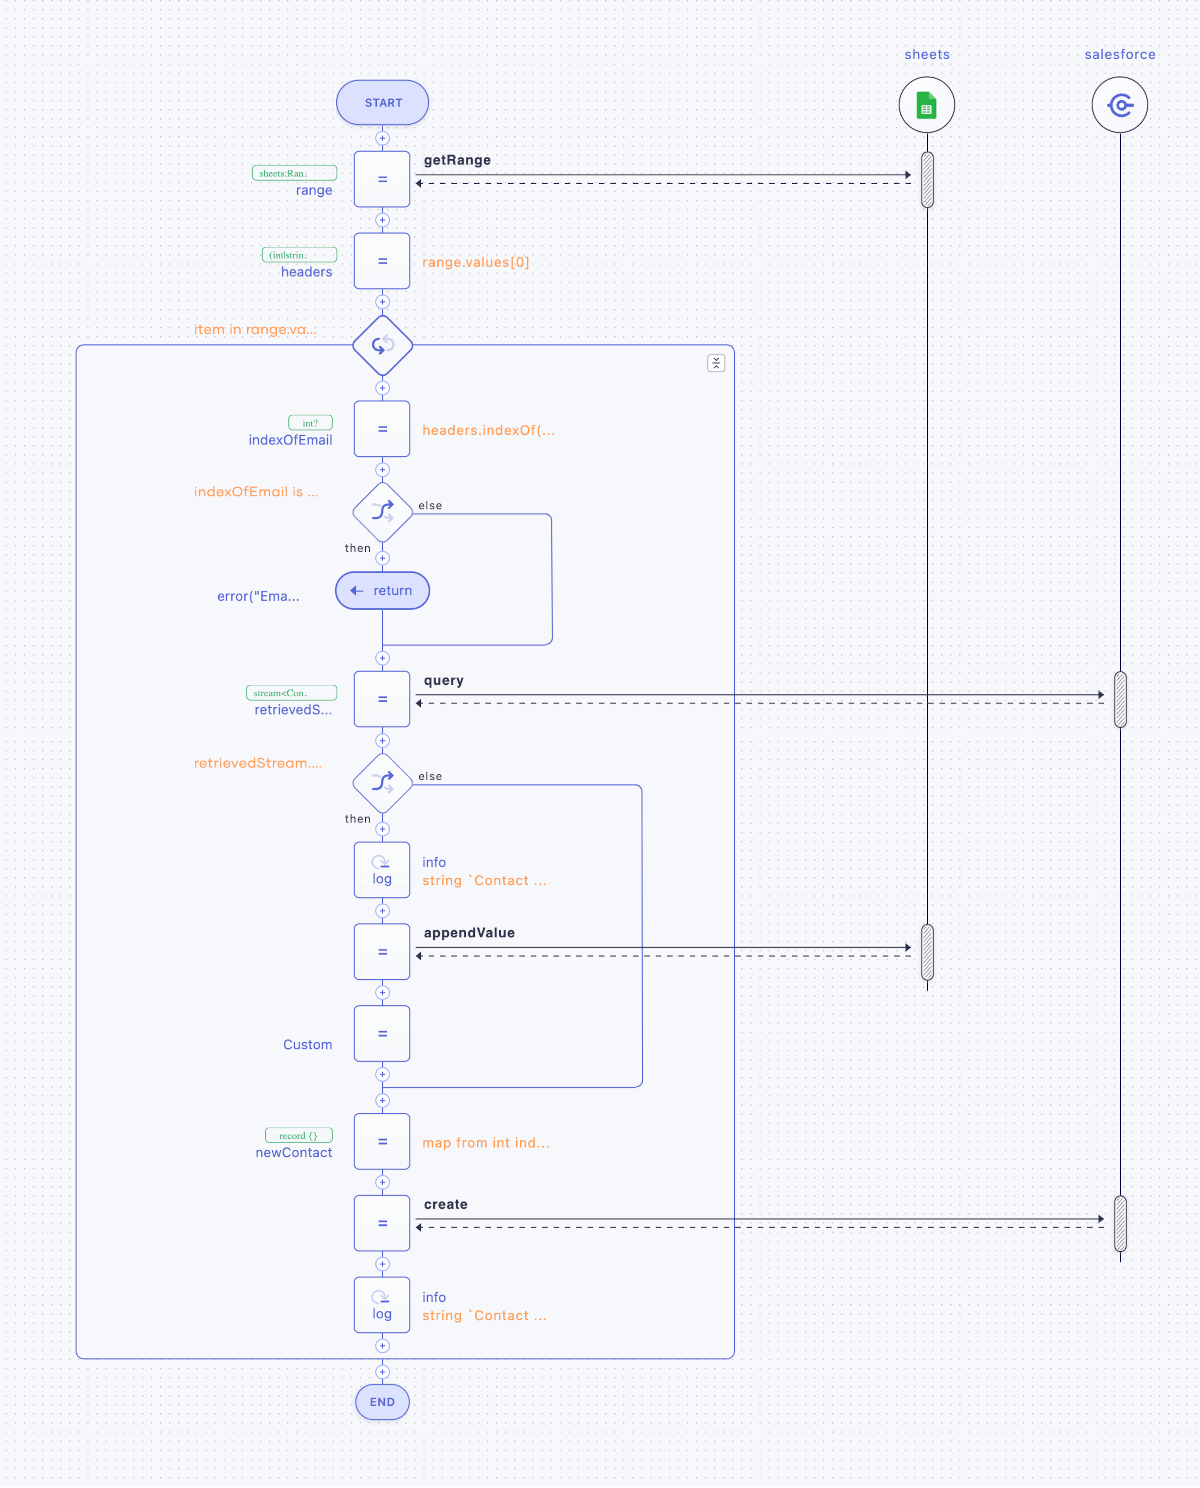 sheets
salesforce
START
getRange
sheets:Ran.
range
=
(int|strin.
headers
=
range.values[0]
item in range.va...
int?
indexOfEmail
=
headers.indexOf(...
indexOfEmail is ...
else
then
error("Ema...
return
query
stream<Con.
retrievedS...
=
retrievedStream....
else
then
log
info
string `Contact ...
appendValue
=
Custom
=
record {}
newContact
=
map from int ind...
create
=
log
info
string `Contact ...
END